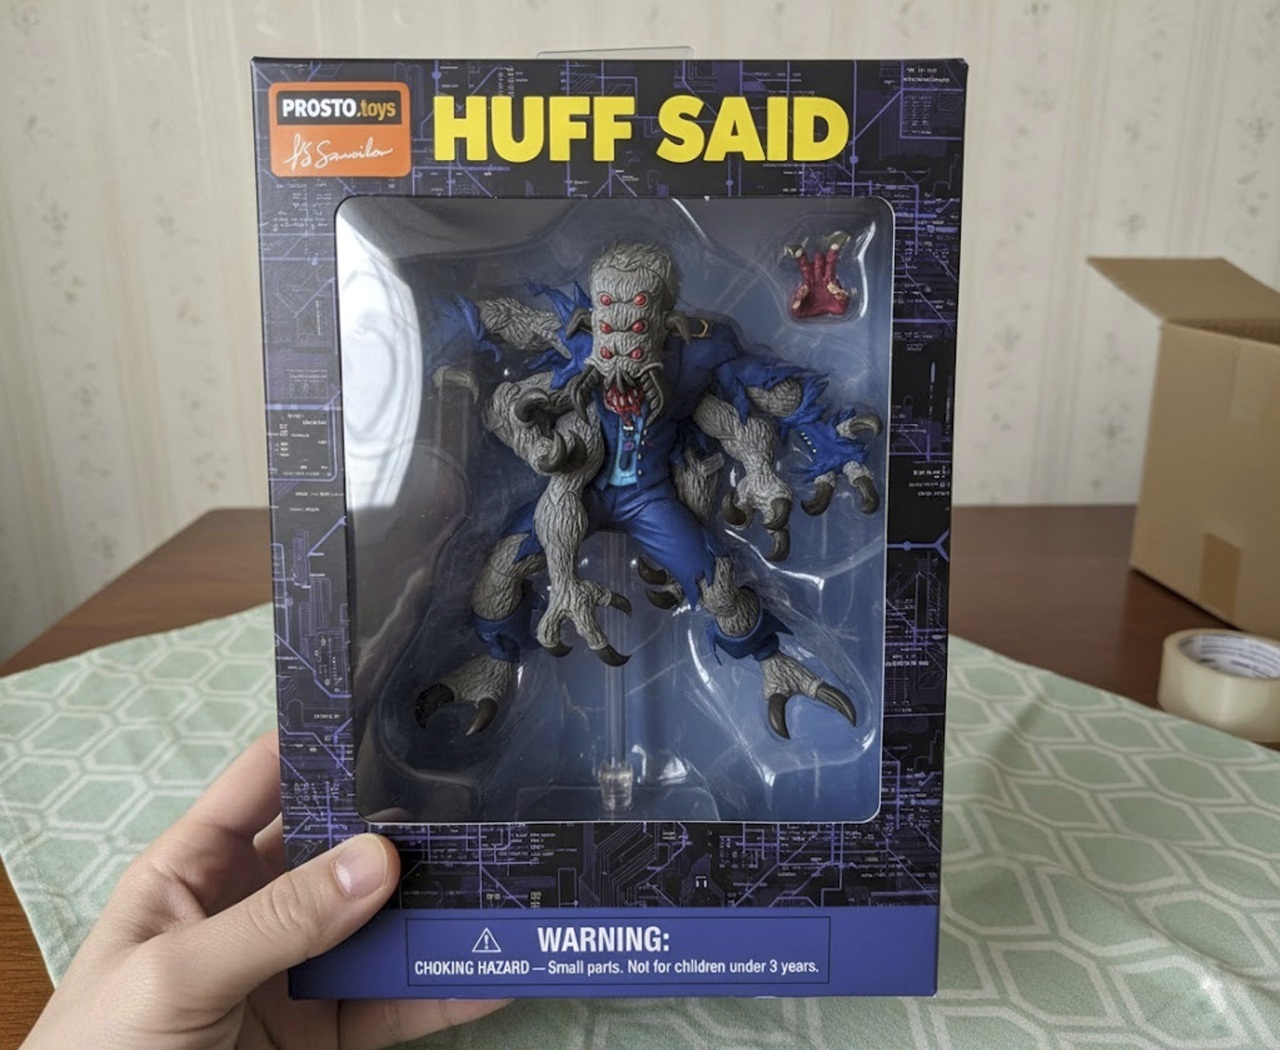 PROSTO.toys
HUFF SAID
WARNING:
CHOKING HAZARD — Small parts. Not for children under 3 years.